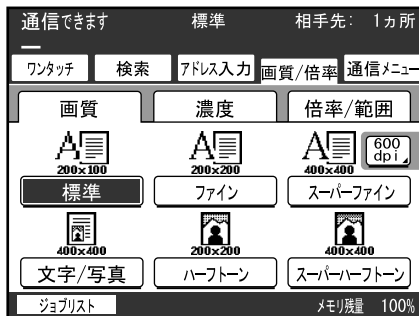 通信できます 標準 相手先: 1ヵ所
ワンタッチ 検索 アドレス入力 画質/倍率 通信メニュー
画質 濃度 倍率/範囲
A A A 600
dpi
200x100 200x200 400x400
標準 ファイン スーパーファイン
400x400 200x200 400x400
文字/写真 ハーフトーン スーパーハーフトーン
ジョブリスト メモリ残量 100%